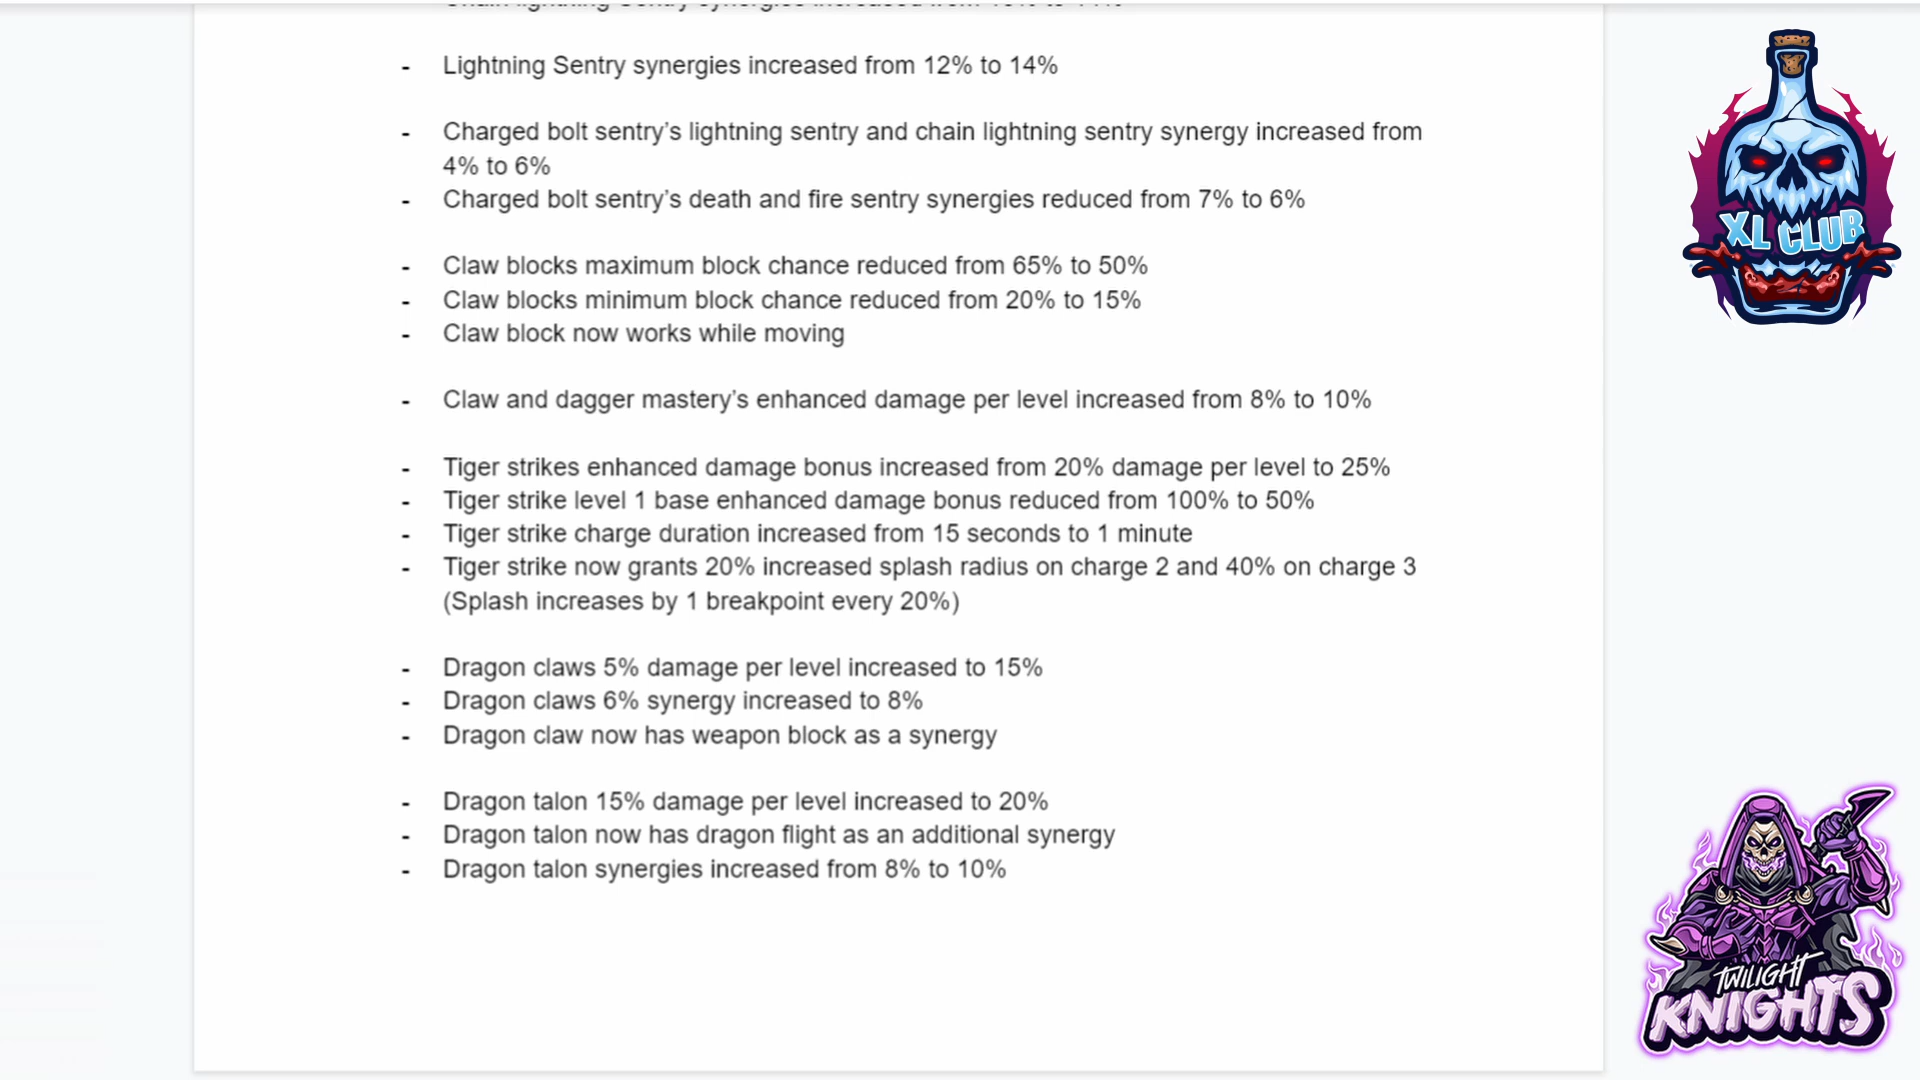 - Lightning Sentry synergies increased from 12% to 14%
- Charged bolt sentry’s lightning sentry and chain lightning sentry synergy increased from
4% to 6%
- Charged bolt sentry’s death and fire sentry synergies reduced from 7% to 6%
- Claw blocks maximum block chance reduced from 65% to 50%
- Claw blocks minimum block chance reduced from 20% to 15%
- Claw block now works while moving
- Claw and dagger mastery’s enhanced damage per level increased from 8% to 10%
- Tiger strikes enhanced damage bonus increased from 20% damage per level to 25%
- Tiger strike level 1 base enhanced damage bonus reduced from 100% to 50%
- Tiger strike charge duration increased from 15 seconds to 1 minute
- Tiger strike now grants 20% increased splash radius on charge 2 and 40% on charge 3
(Splash increases by 1 breakpoint every 20%)
- Dragon claws 5% damage per level increased to 15%
- Dragon claws 6% synergy increased to 8%
- Dragon claw now has weapon block as a synergy
- Dragon talon 15% damage per level increased to 20%
- Dragon talon now has dragon flight as an additional synergy
- Dragon talon synergies increased from 8% to 10%
XL CLUB
TWILIGHT
KNIGHTS